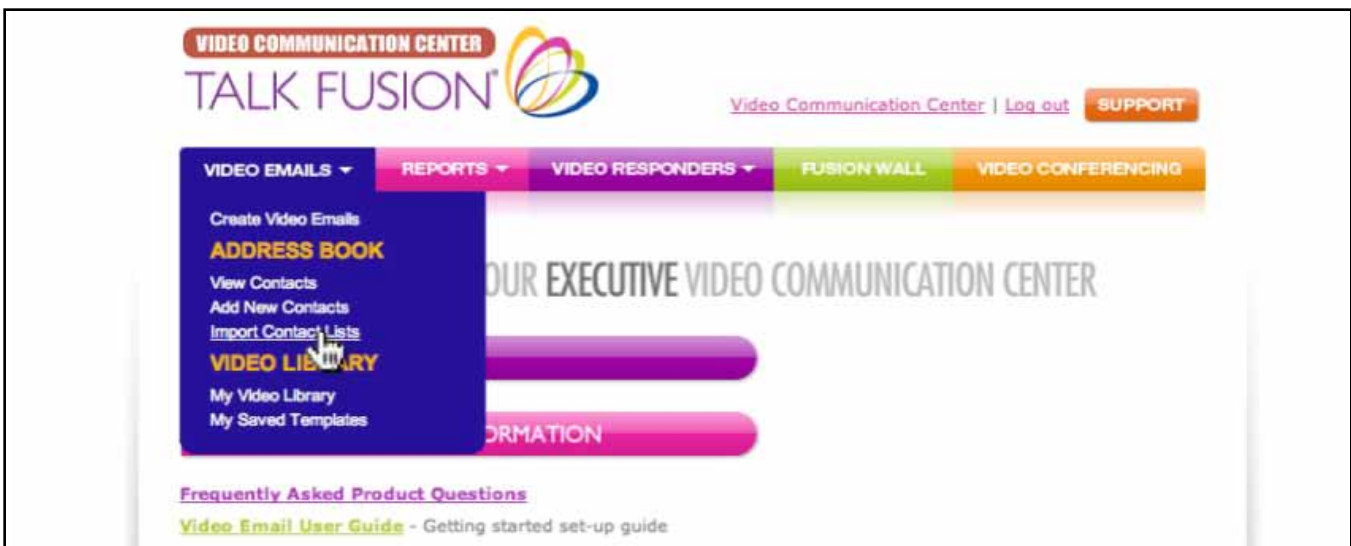 VIDEO COMMUNICATION CENTER
TALK FUSION®
Video Communication Center | Log out SUPPORT
VIDEO EMAILS REPORTS VIDEO RESPONDERS FUSION WALL VIDEO CONFERENCING
Create Video Emails
ADDRESS BOOK
View Contacts
OUR EXECUTIVE VIDEO COMMUNICATION CENTER
Add New Contacts
Import Contact Lists
VIDEO LIBRARY
My Video Library
My Saved Templates
ORMATION
Frequently Asked Product Questions
Video Email User Guide - Getting started set-up guide